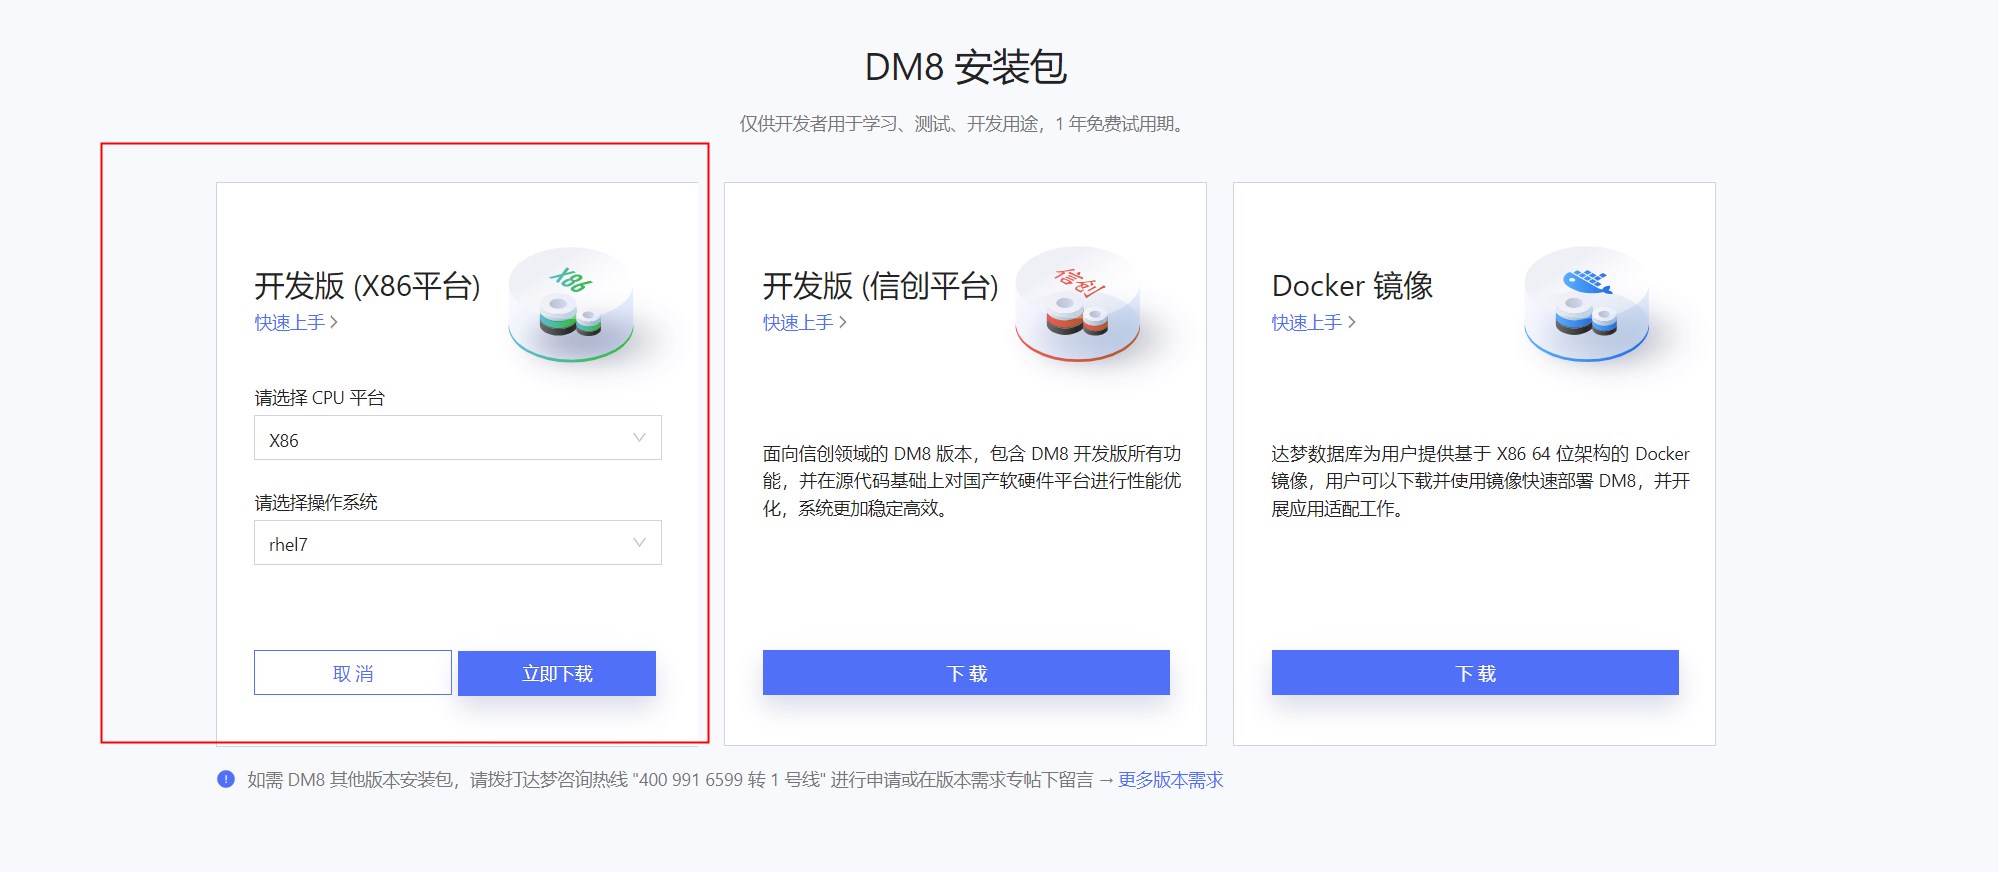 DM8 安装包
仅供开发者用于学习、测试、开发用途，1 年免费试用期。
开发版 (X86平台)
快速上手 >
X86
请选择 CPU 平台
X86
请选择操作系统
rhel7
取 消
立即下载
开发版 (信创平台)
快速上手 >
信创
面向信创领域的 DM8 版本，包含 DM8 开发版所有功
能，并在源代码基础上对国产软硬件平台进行性能优
化，系统更加稳定高效。
下 载
Docker 镜像
快速上手 >
达梦数据库为用户提供基于 X86 64 位架构的 Docker
镜像，用户可以下载并使用镜像快速部署 DM8，并开
展应用适配工作。
下 载
如需 DM8 其他版本安装包，请拨打达梦咨询热线 "400 991 6599 转 1 号线" 进行申请或在版本需求专帖下留言 → 更多版本需求